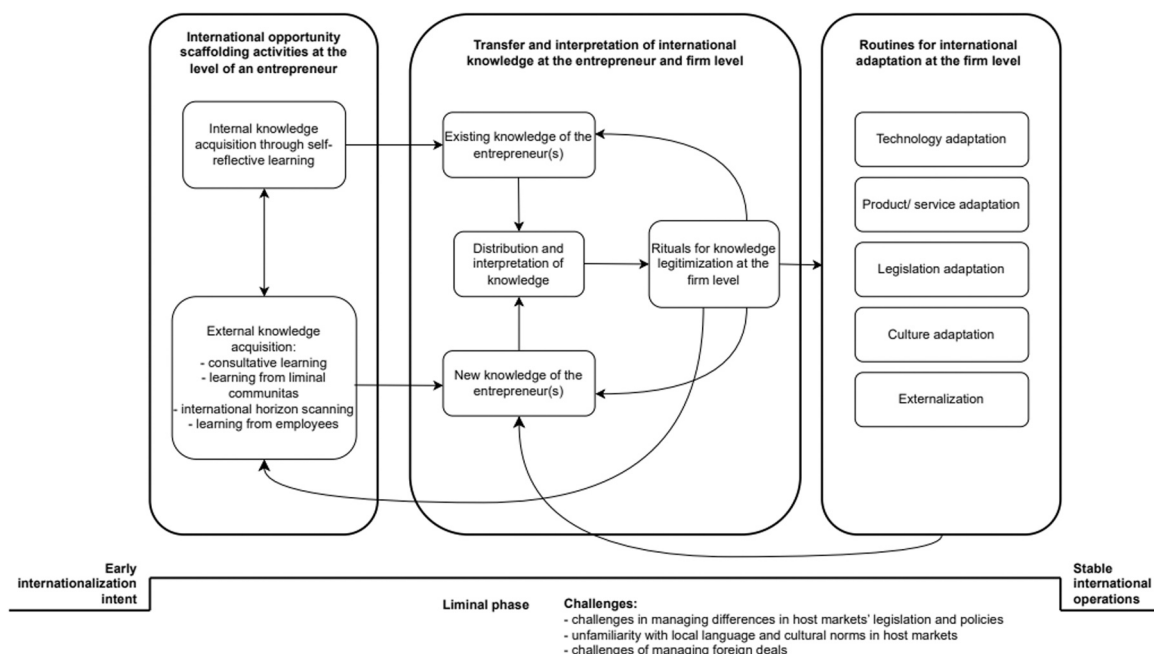 International opportunity
scaffolding activities at the
level of an entrepreneur
Internal knowledge
acquisition through self-
reflective learning
External knowledge
acquisition:
- consultative learning
- learning from liminal
communitas
- international horizon scanning
- learning from employees
Transfer and interpretation of international
knowledge at the entrepreneur and firm level
Existing knowledge of the
entrepreneur(s)
Distribution and
interpretation of
knowledge
Rituals for knowledge
legitimization at the
firm level
New knowledge of the
entrepreneur(s)
Routines for international
adaptation at the firm level
Technology adaptation
Product/ service adaptation
Legislation adaptation
Culture adaptation
Externalization
Early
internationalization
intent
Liminal phase
Challenges:
- challenges in managing differences in host markets' legislation and policies
- unfamiliarity with local language and cultural norms in host markets
- challenges of managing foreign deals
Stable
international
operations